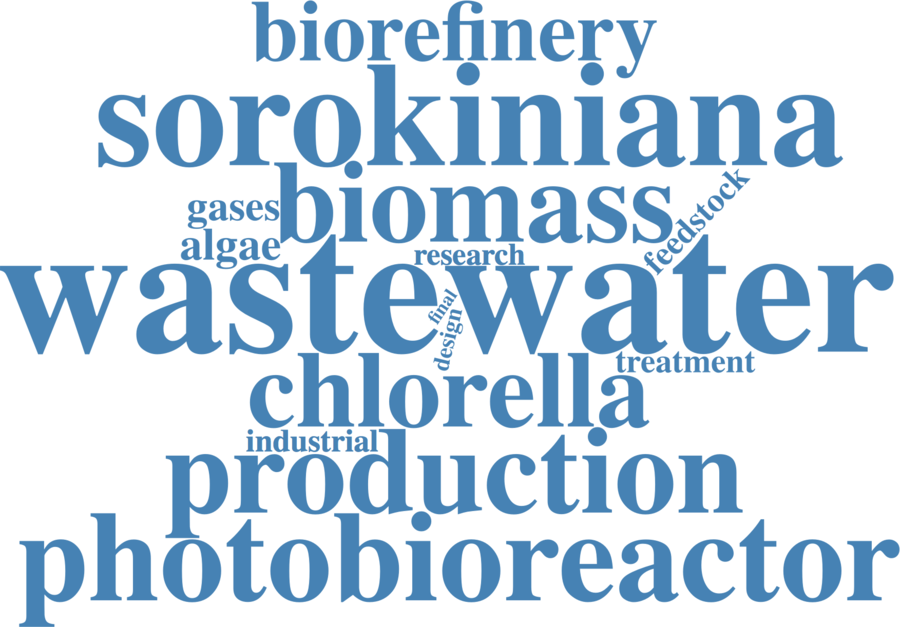 biorefinery
sorokiniana
biomass
feedstock
gases
algae
research
wastewater
final
design
treatment
chlorella
industrial
production
photobioreactor